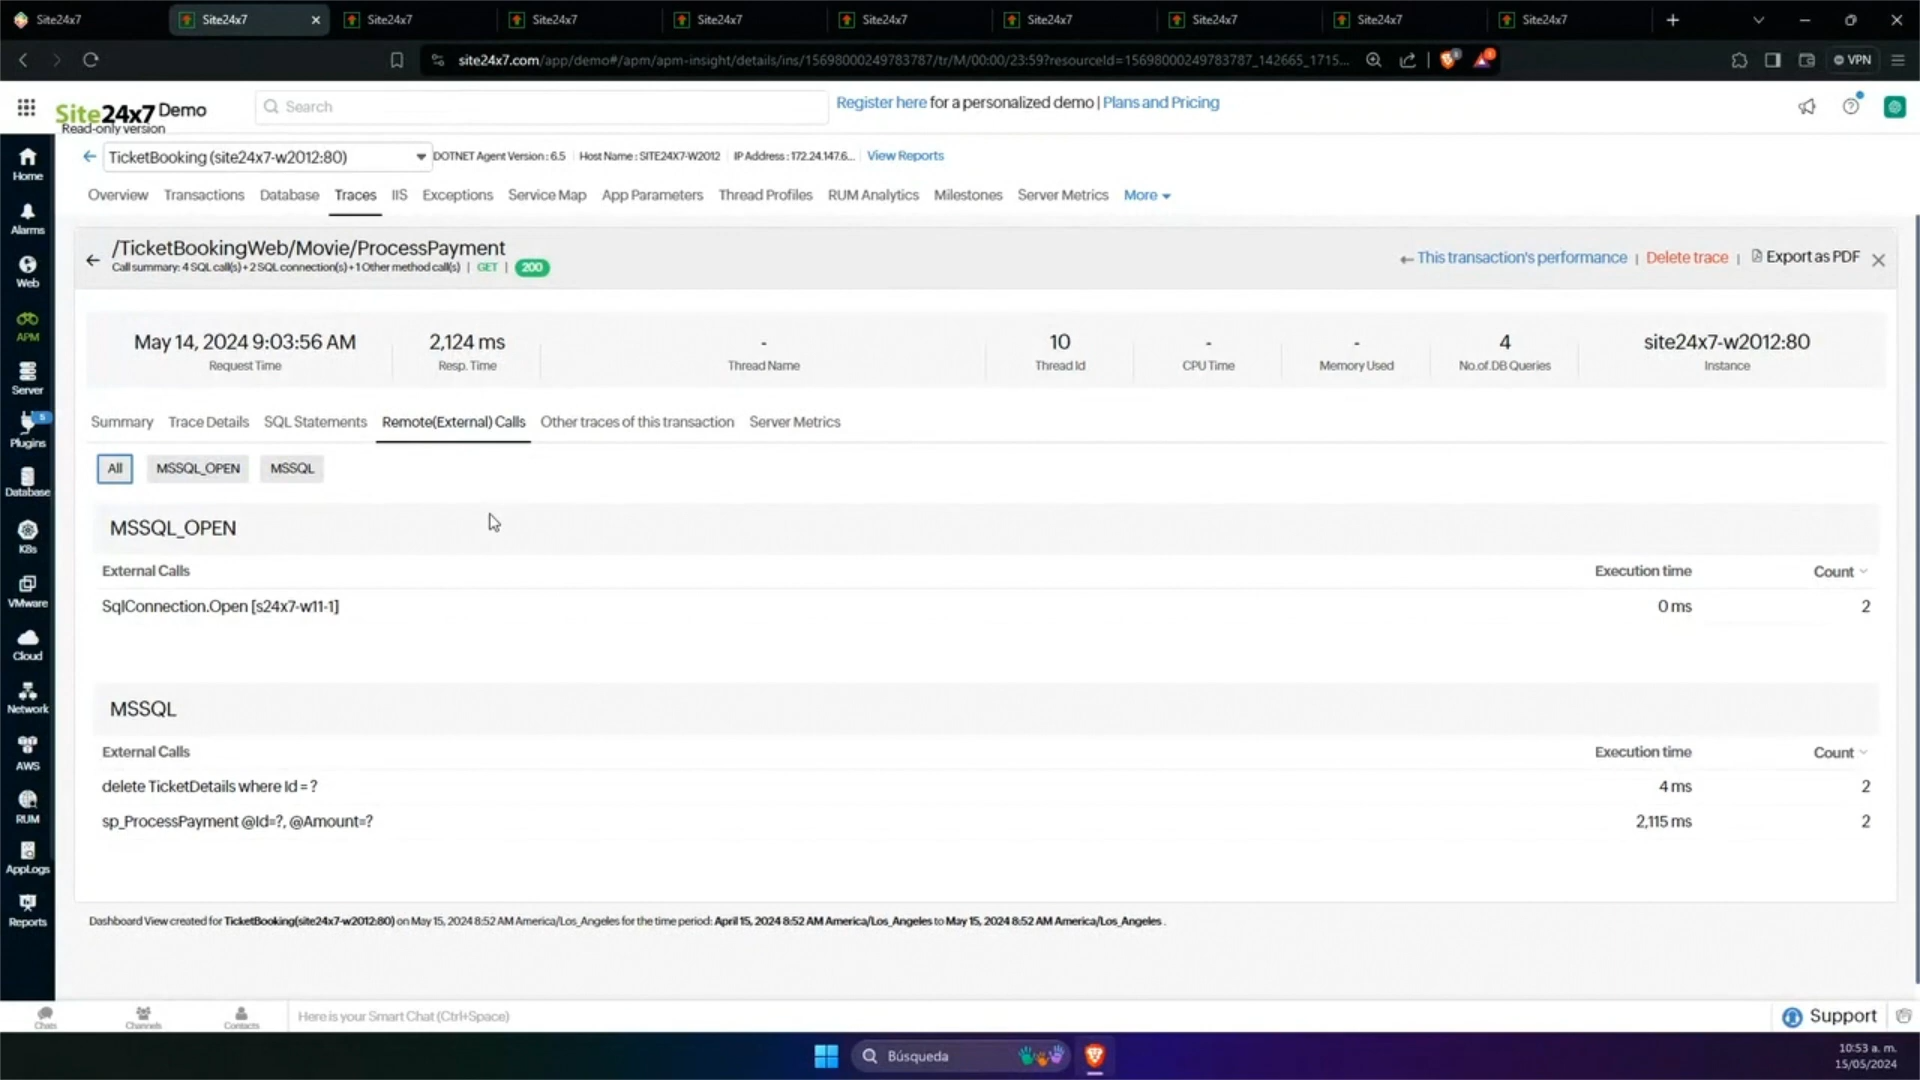 Site24x7
Site24x7
Site24x7
Site24x7
Site24x7
Site24x7
Site24x7
Site24x7
Site24x7
Site24x7
site24x7.com/app/demo#/apm/apm-insight/details/ins/15698000249783787/tr/M/00:00/23:59?resourceId=15698000249783787_142665_1715...
VPN
Site24x7 Demo
Read-only version
Search
Register here for a personalized demo | Plans and Pricing
TicketBooking (site24x7-w2012:80)
DOTNET Agent Version : 6.5 | Host Name : SITE24X7-W2012 | IP Address : 172.24.147.6... | View Reports
Overview Transactions Database Traces IIS Exceptions Service Map App Parameters Thread Profiles RUM Analytics Milestones Server Metrics More
Home
Alarms
Web
APM
Server
5
Plugins
Database
K8s
VMware
Cloud
Network
AWS
RUM
AppLogs
Reports
/TicketBookingWeb/Movie/ProcessPayment
Call summary: 4 SQL call(s) + 2 SQL connection(s) + 1 Other method call(s) | GET | 200
This transaction's performance | Delete trace | Export as PDF
May 14, 2024 9:03:56 AM
Request Time
2,124 ms
Resp. Time
-
Thread Name
10
Thread Id
-
CPU Time
-
Memory Used
4
No.of.DB Queries
site24x7-w2012:80
Instance
Summary Trace Details SQL Statements Remote(External) Calls Other traces of this transaction Server Metrics
All MSSQL_OPEN MSSQL
MSSQL_OPEN
External Calls Execution time Count
SqlConnection.Open [s24x7-w11-1] 0 ms 2
MSSQL
External Calls Execution time Count
delete TicketDetails where Id = ? 4 ms 2
sp_ProcessPayment @Id=?, @Amount=? 2,115 ms 2
Dashboard View created for TicketBooking(site24x7-w2012:80) on May 15, 2024 8:52 AM America/Los_Angeles for the time period: April 15, 2024 8:52 AM America/Los_Angeles to May 15, 2024 8:52 AM America/Los_Angeles .
Chats
Channels
Contacts
Here is your Smart Chat (Ctrl+Space)
Support
Búsqueda
10:53 a. m.
15/05/2024